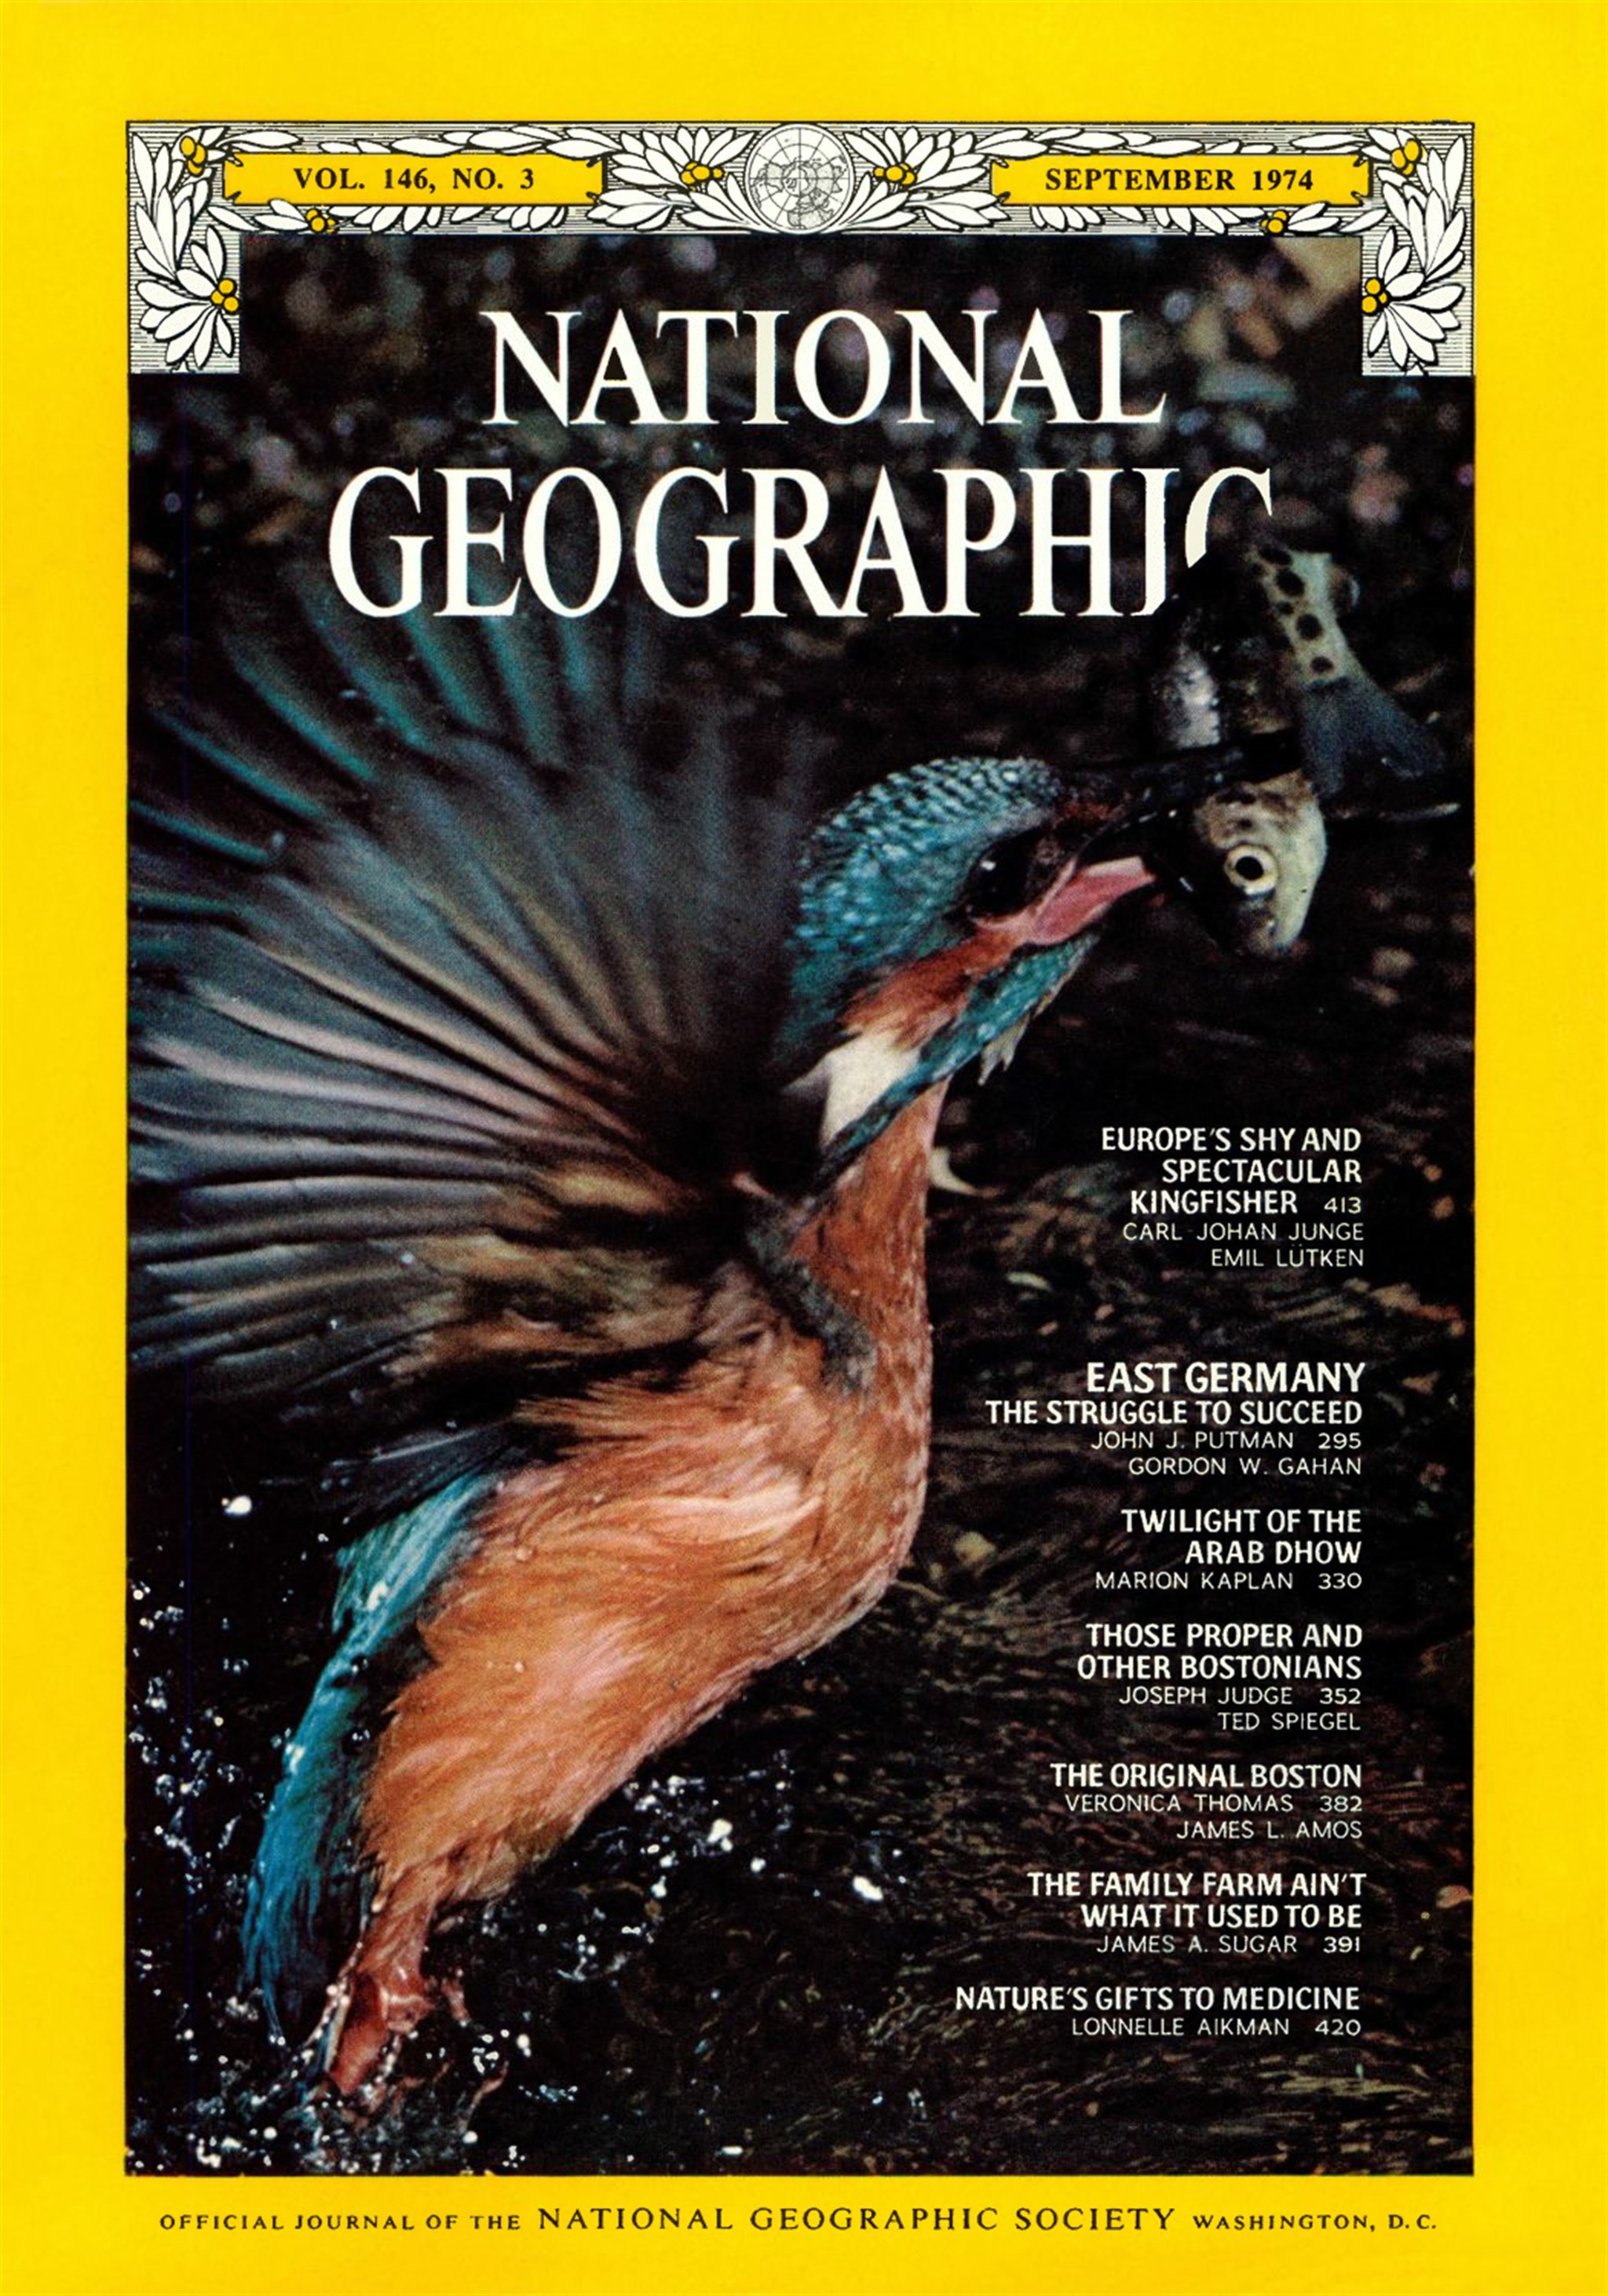 VOL. 146, NO. 3
SEPTEMBER 1974
NATIONAL
GEOGRAPHIC
EUROPE'S SHY AND
SPECTACULAR
KINGFISHER 413
CARL-JOHAN JUNGE
EMIL LÜTKEN
EAST GERMANY
THE STRUGGLE TO SUCCEED
JOHN J. PUTMAN 295
GORDON W. GAHAN
TWILIGHT OF THE
ARAB DHOW
MARION KAPLAN 330
THOSE PROPER AND
OTHER BOSTONIANS
JOSEPH JUDGE 352
TED SPIEGEL
THE ORIGINAL BOSTON
VERONICA THOMAS 382
JAMES L. AMOS
THE FAMILY FARM AIN'T
WHAT IT USED TO BE
JAMES A. SUGAR 391
NATURE'S GIFTS TO MEDICINE
LONNELLE AIKMAN 420
OFFICIAL JOURNAL OF THE NATIONAL GEOGRAPHIC SOCIETY WASHINGTON, D.C.